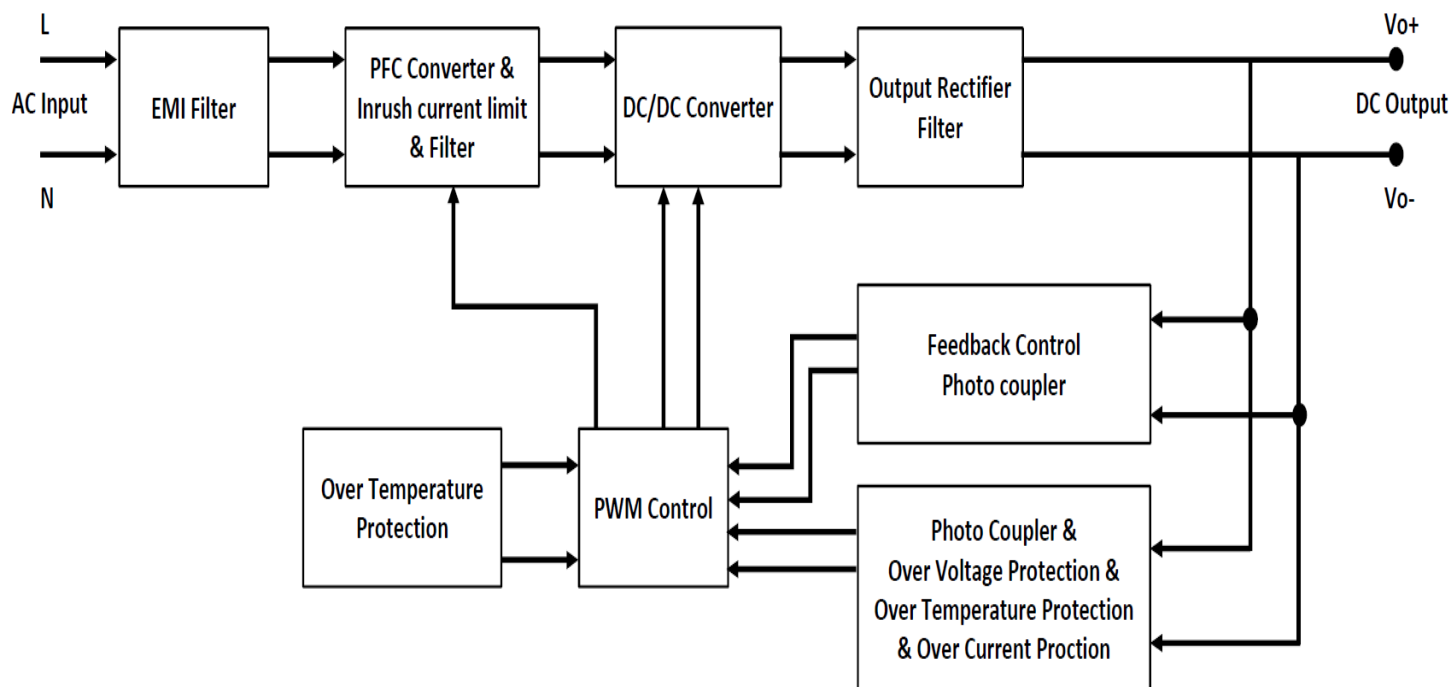 L
AC Input
N
EMI Filter
PFC Converter &
Inrush current limit
& Filter
DC/DC Converter
Output Rectifier
Filter
Vo+
DC Output
Vo-
Feedback Control
Photo coupler
Over Temperature
Protection
PWM Control
Photo Coupler &
Over Voltage Protection &
Over Temperature Protection
& Over Current Proction